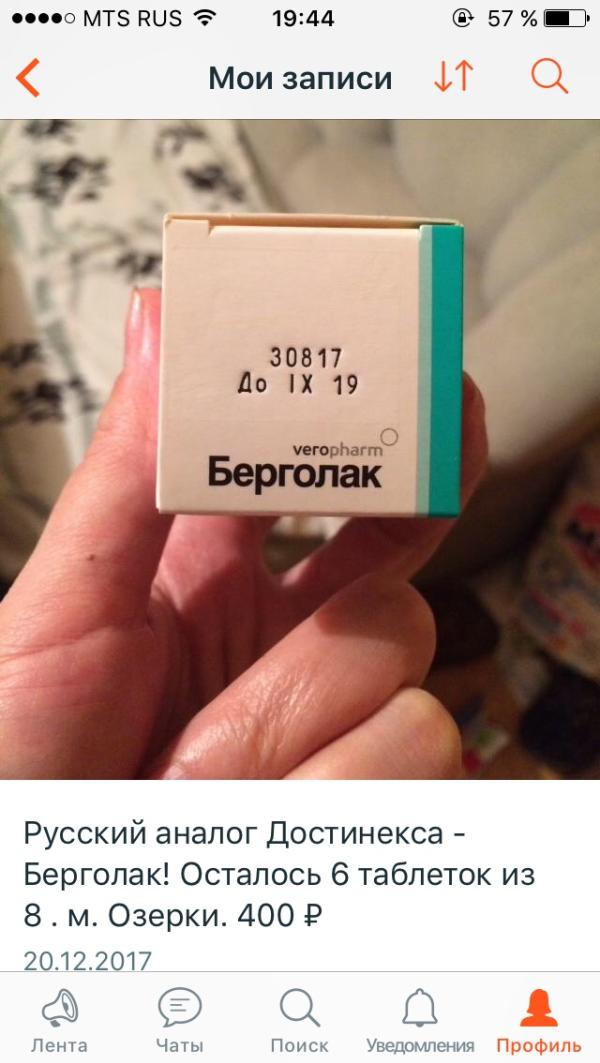 MTS RUS 19:44 57 %
Мои записи
30817
До IX 19
veropharm
Берголак
Русский аналог Достинекса -
Берголак! Осталось 6 таблеток из
8 . м. Озерки. 400 ₽
20.12.2017
Лента Чаты Поиск Уведомления Профиль